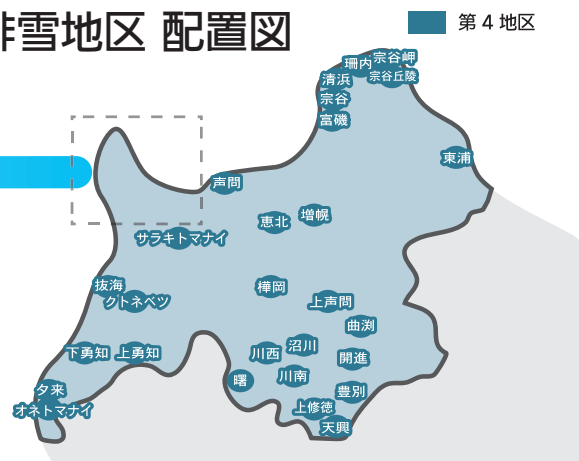 排雪地区 配置図
第4地区
珊内
宗谷岬
清浜
宗谷丘陵
宗谷
富磯
東浦
声問
恵北
増幌
サラキトマナイ
抜海
クトネベツ
樺岡
上声問
曲渕
下勇知
上勇知
川西
沼川
開進
曙
川南
豊別
夕来
オネトマナイ
上修徳
天興